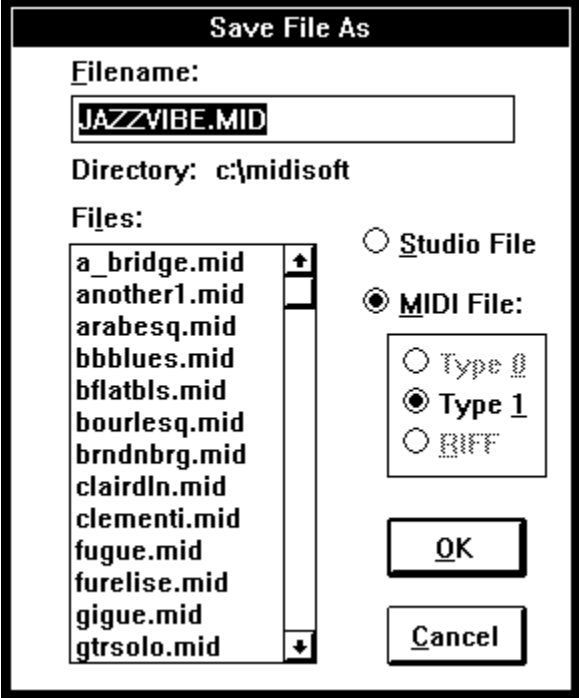 Save File As
Filename:
JAZZVIBE.MID
Directory: c:\midisoft
Files:
a_bridge.mid
another1.mid
arabesq.mid
bbblues.mid
bflatbls.mid
bourlesq.mid
brndnbrg.mid
clairdln.mid
clementi.mid
fugue.mid
furelise.mid
gigue.mid
gtrsolo.mid
Studio File
MIDI File:
Type 0
Type 1
RIFF
OK
Cancel